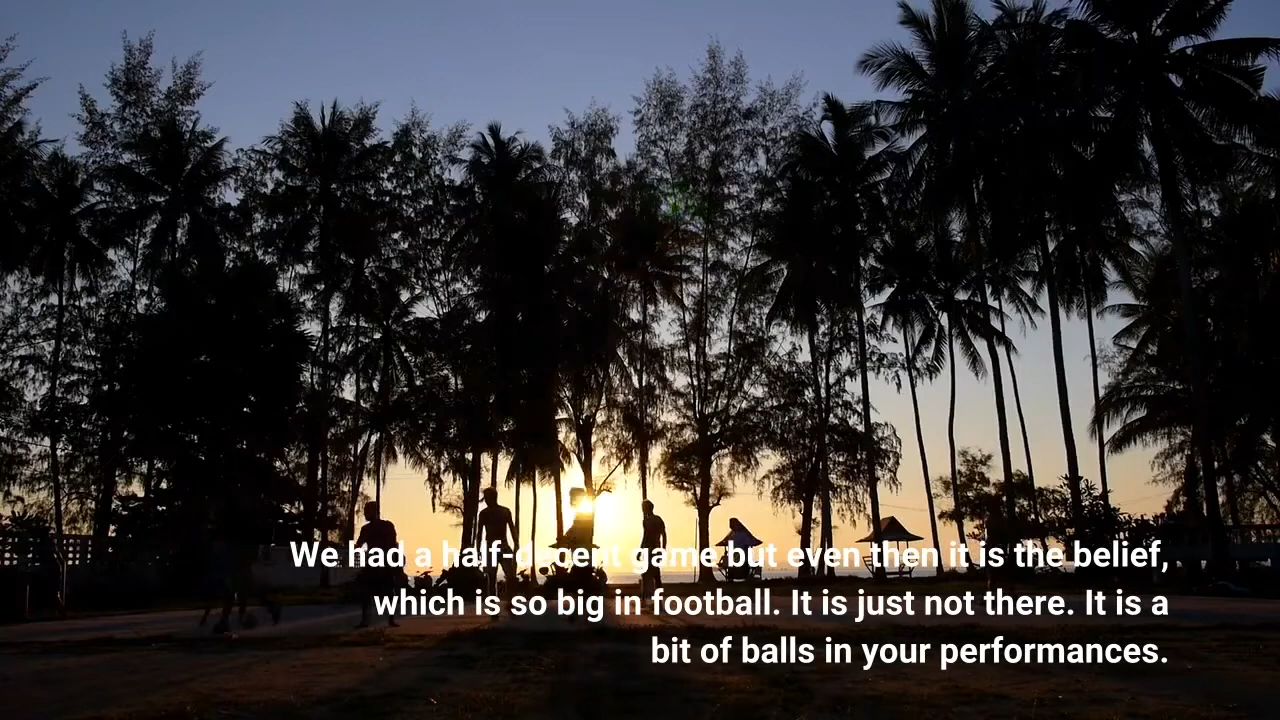 We had a half-decent game but even then it is the belief,
which is so big in football. It is just not there. It is a
bit of balls in your performances.